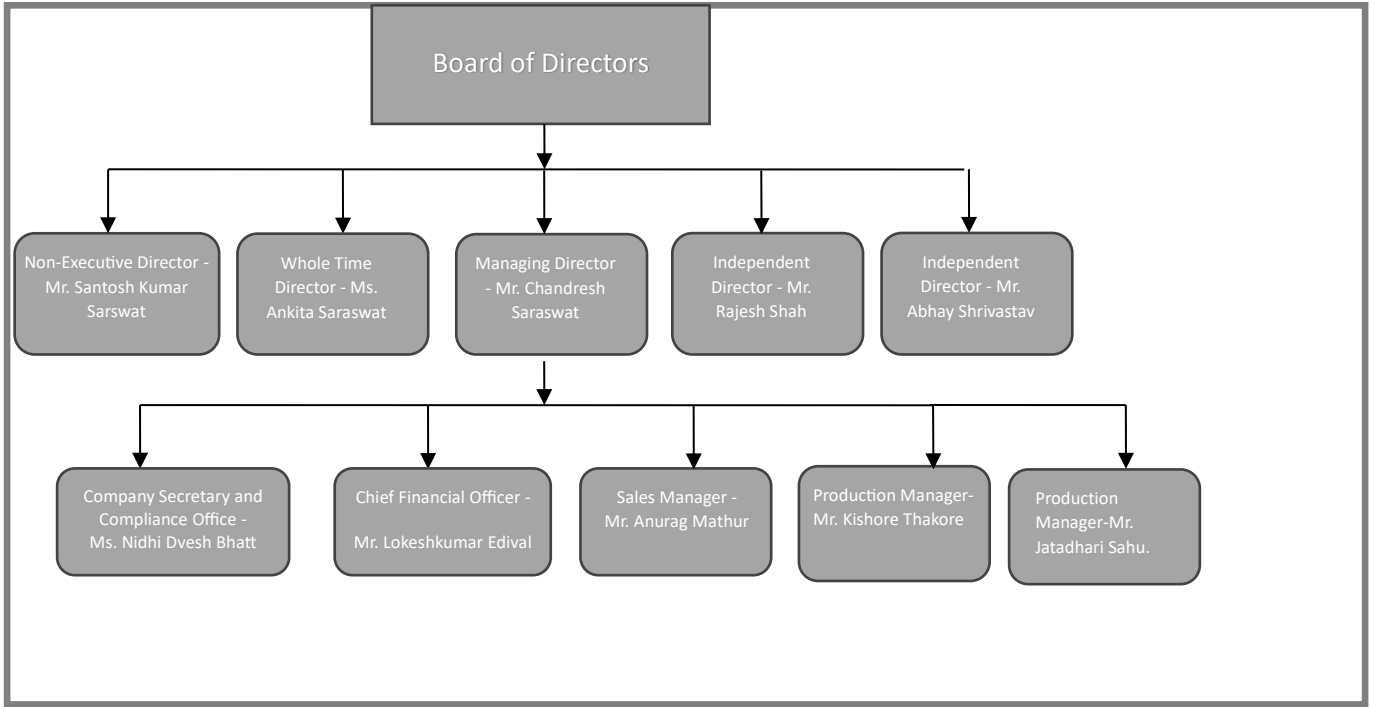 Board of Directors
Non-Executive Director -
Mr. Santosh Kumar
Sarswat
Whole Time
Director - Ms.
Ankita Saraswat
Managing Director
- Mr. Chandresh
Saraswat
Independent
Director - Mr.
Rajesh Shah
Independent
Director - Mr.
Abhay Shrivastav
Company Secretary and
Compliance Office -
Ms. Nidhi Dvesh Bhatt
Chief Financial Officer -
Mr. Lokeshkumar Edival
Sales Manager -
Mr. Anurag Mathur
Production Manager-
Mr. Kishore Thakore
Production
Manager-Mr.
Jatadhari Sahu.